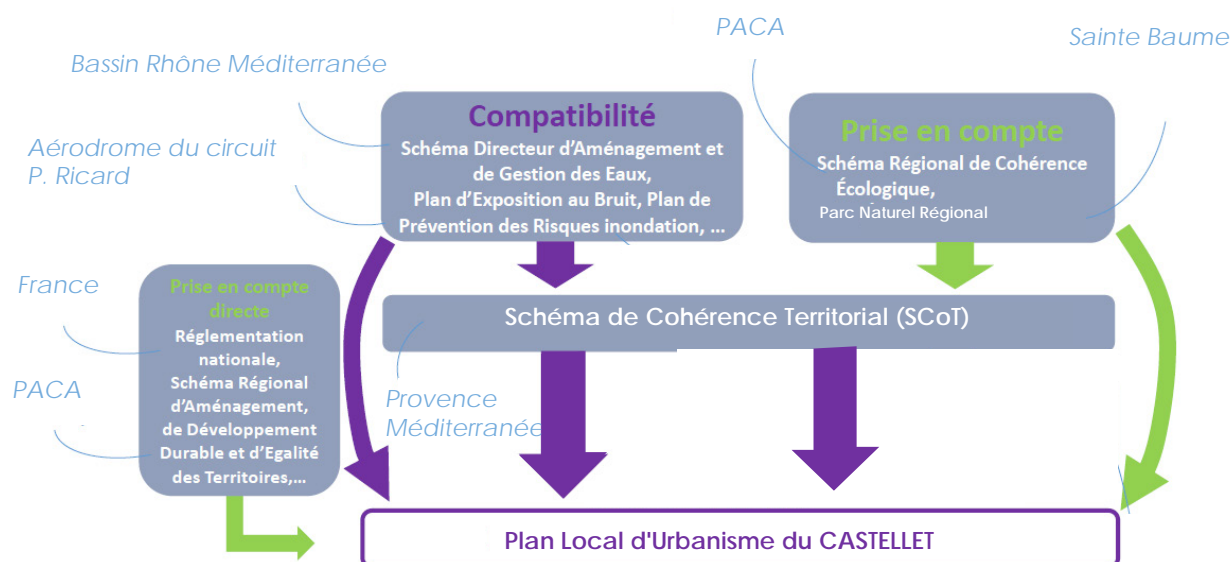 PACA
Sainte Baume
Bassin Rhône Méditerranée
Aérodrome du circuit
P. Ricard
Compatibilité
Schéma Directeur d'Aménagement et
de Gestion des Eaux,
Plan d'Exposition au Bruit, Plan de
Prévention des Risques inondation, ...
Prise en compte
Schéma Régional de Cohérence
Écologique,
Parc Naturel Régional
France
PACA
Prise en compte
directe
Réglementation
nationale,
Schéma Régional
d'Aménagement,
de Développement
Durable et d'Egalité
des Territoires,...
Schéma de Cohérence Territorial (SCoT)
Provence
Méditerranée
Plan Local d'Urbanisme du CASTELLET